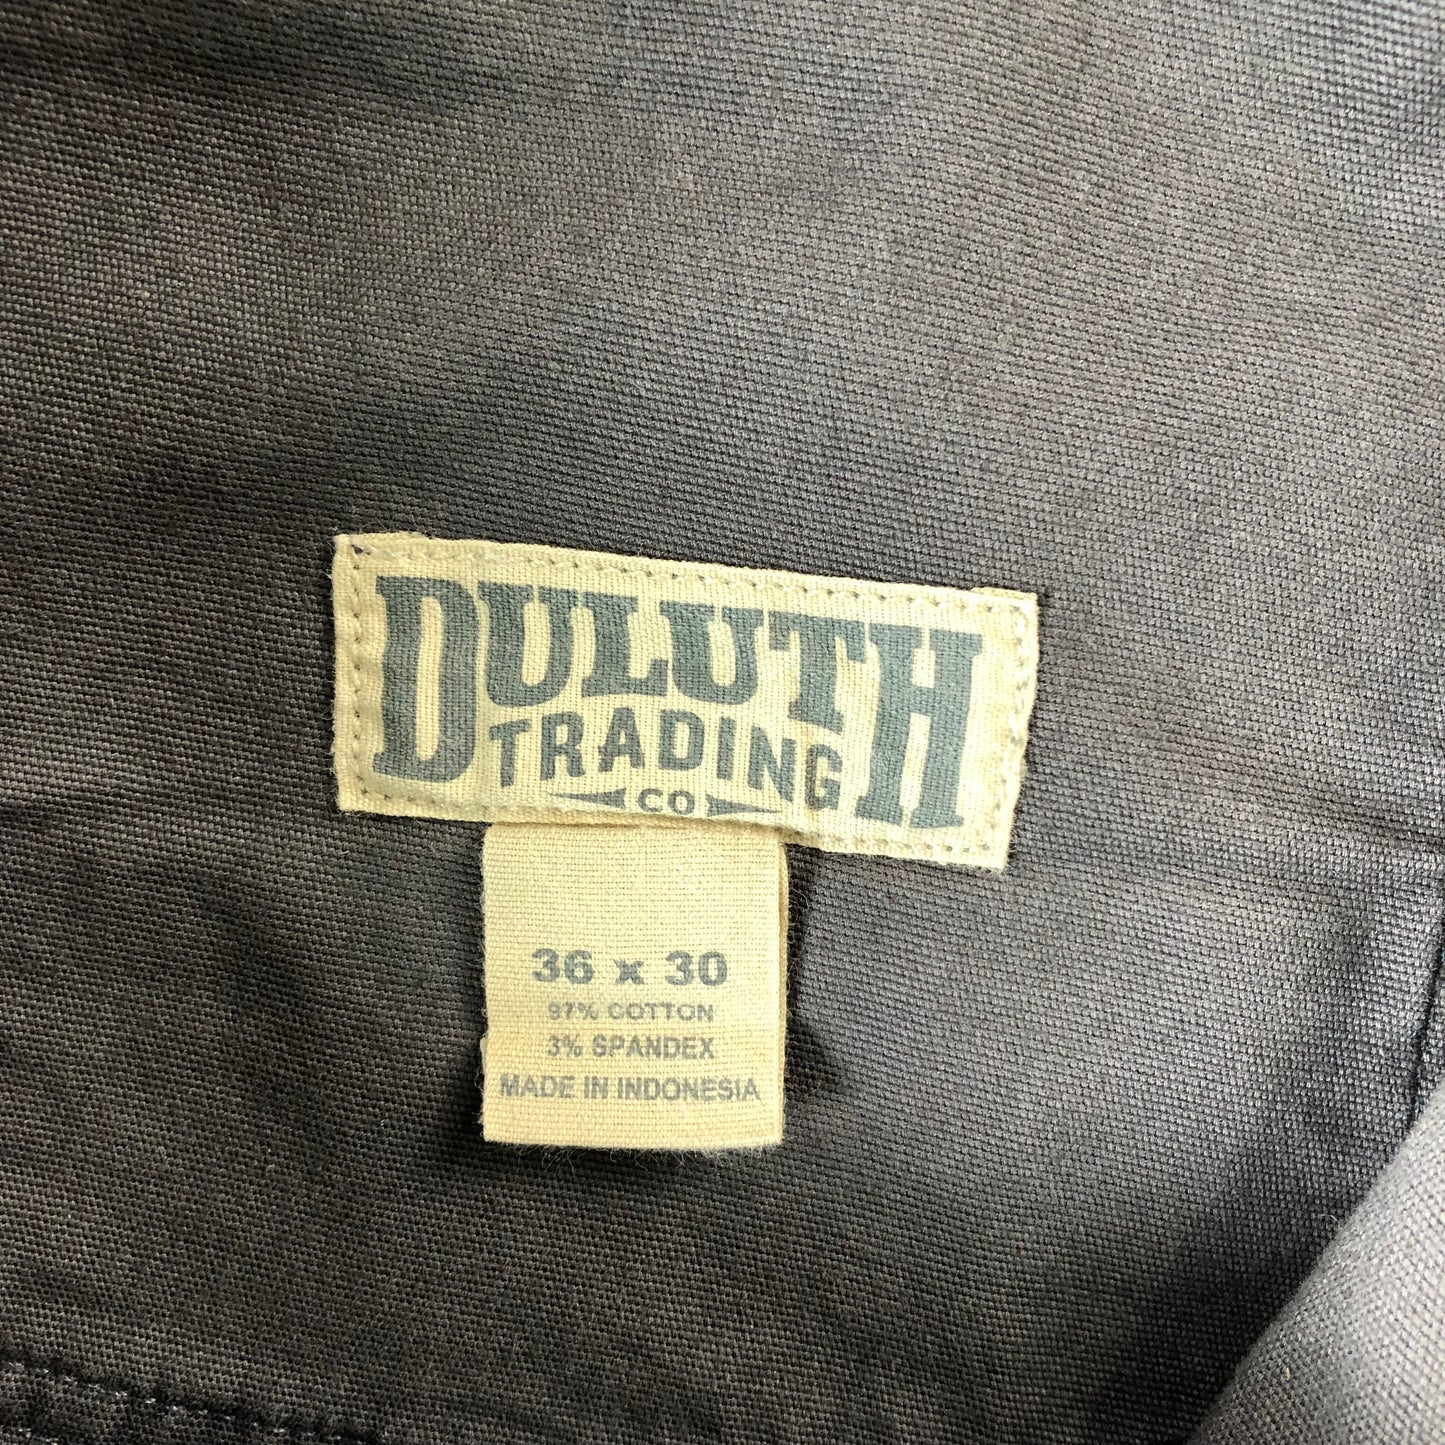 DULUTH
TRADING
CO
36 x 30
97% COTTON
3% SPANDEX
MADE IN INDONESIA